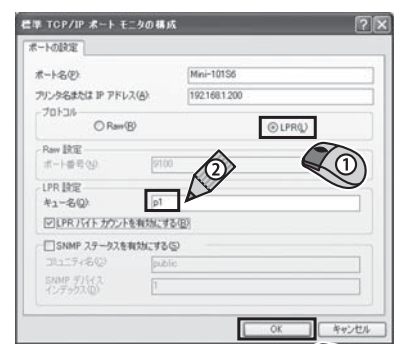 標準 TCP/IP ポート モニタの構成
ポートの設定
ポート名(P): Mini-101S6
プリンタ名または IP アドレス(A): 192.168.1.200
プロトコル
Raw(R) LPR(L)
Raw 設定
ポート番号(N): 9100
LPR 設定
キュー名(Q): p1
LPR バイト カウントを有効にする(B)
SNMP ステータスを有効にする(S)
コミュニティ名(C): public
SNMP デバイス
インデックス(D): 1
OK キャンセル
①
②